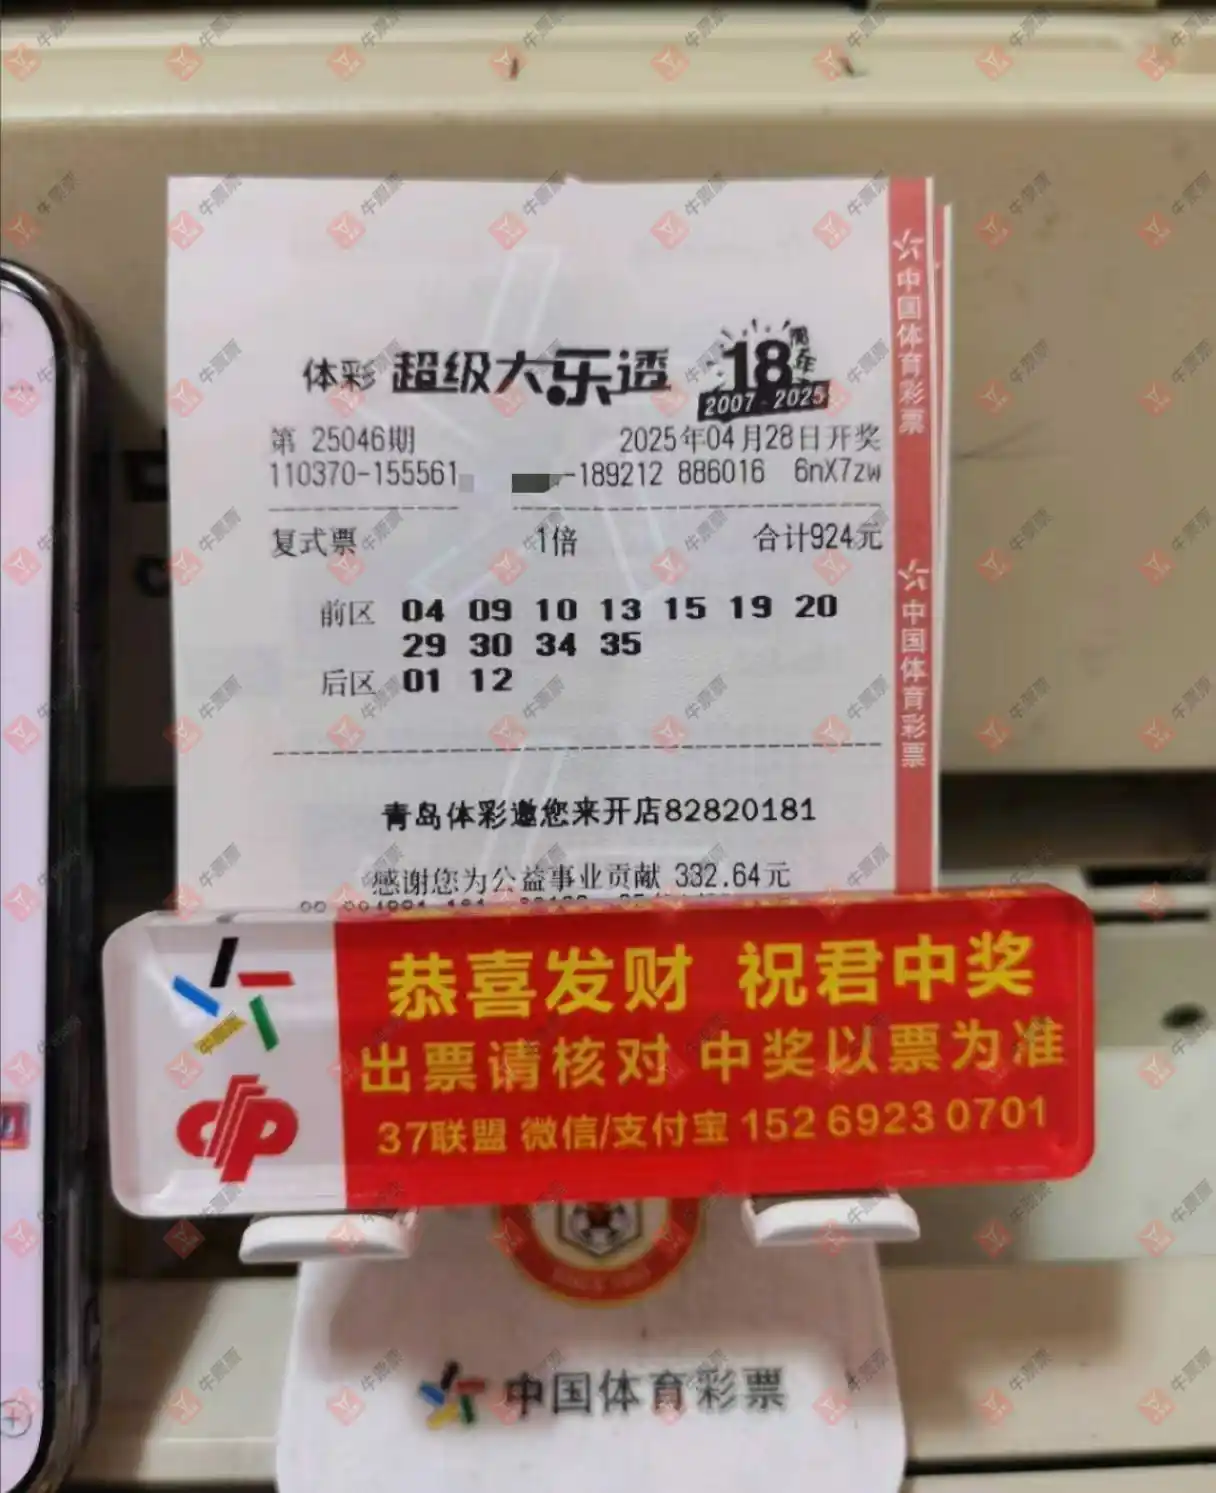 体彩 超级大乐透 18周年 2007-2025
第 25046期 2025年04月28日开奖
110370-155561 -189212 886016 6nX7zw
复式票 1倍 合计924元
前区 04 09 10 13 15 19 20
29 30 34 35
后区 01 12
青岛体彩邀您来开店82820181
感谢您为公益事业贡献 332.64元
中国体育彩票
中国体育彩票
恭喜发财 祝君中奖
出票请核对 中奖以票为准
37联盟 微信/支付宝 152 6923 0701
中国体育彩票